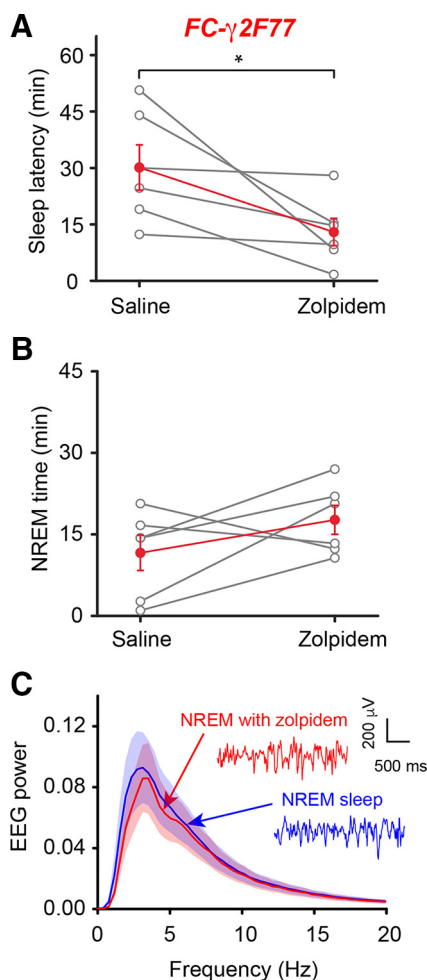 A
FC-γ2F77
*
Sleep latency (min)
60
45
30
15
0
Saline
Zolpidem
B
NREM time (min)
45
30
15
0
Saline
Zolpidem
C
EEG power
0.12
0.08
0.04
0.00
NREM with zolpidem
200 μV
500 ms
NREM sleep
0
5
10
15
20
Frequency (Hz)